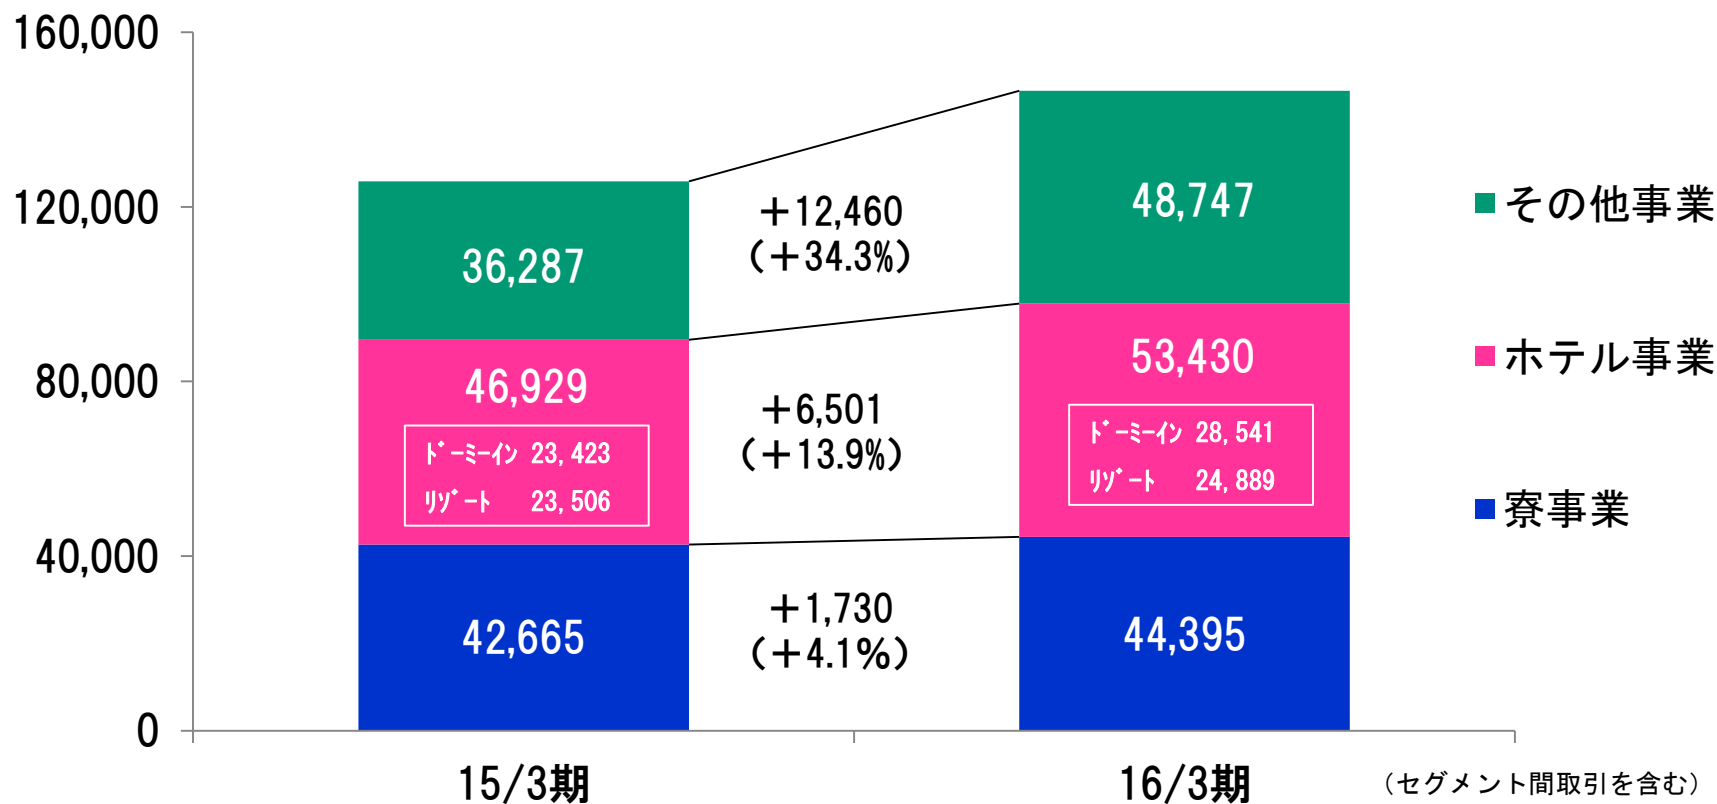 160,000
120,000
80,000
40,000
0
36,287
46,929
ﾄﾞｰﾐｰｲﾝ 23,423
ﾘｿﾞｰﾄ 23,506
42,665
＋12,460
(＋34.3%)
＋6,501
(＋13.9%)
＋1,730
(＋4.1%)
48,747
53,430
ﾄﾞｰﾐｰｲﾝ 28,541
ﾘｿﾞｰﾄ 24,889
44,395
その他事業
ホテル事業
寮事業
15/3期
16/3期
（セグメント間取引を含む）